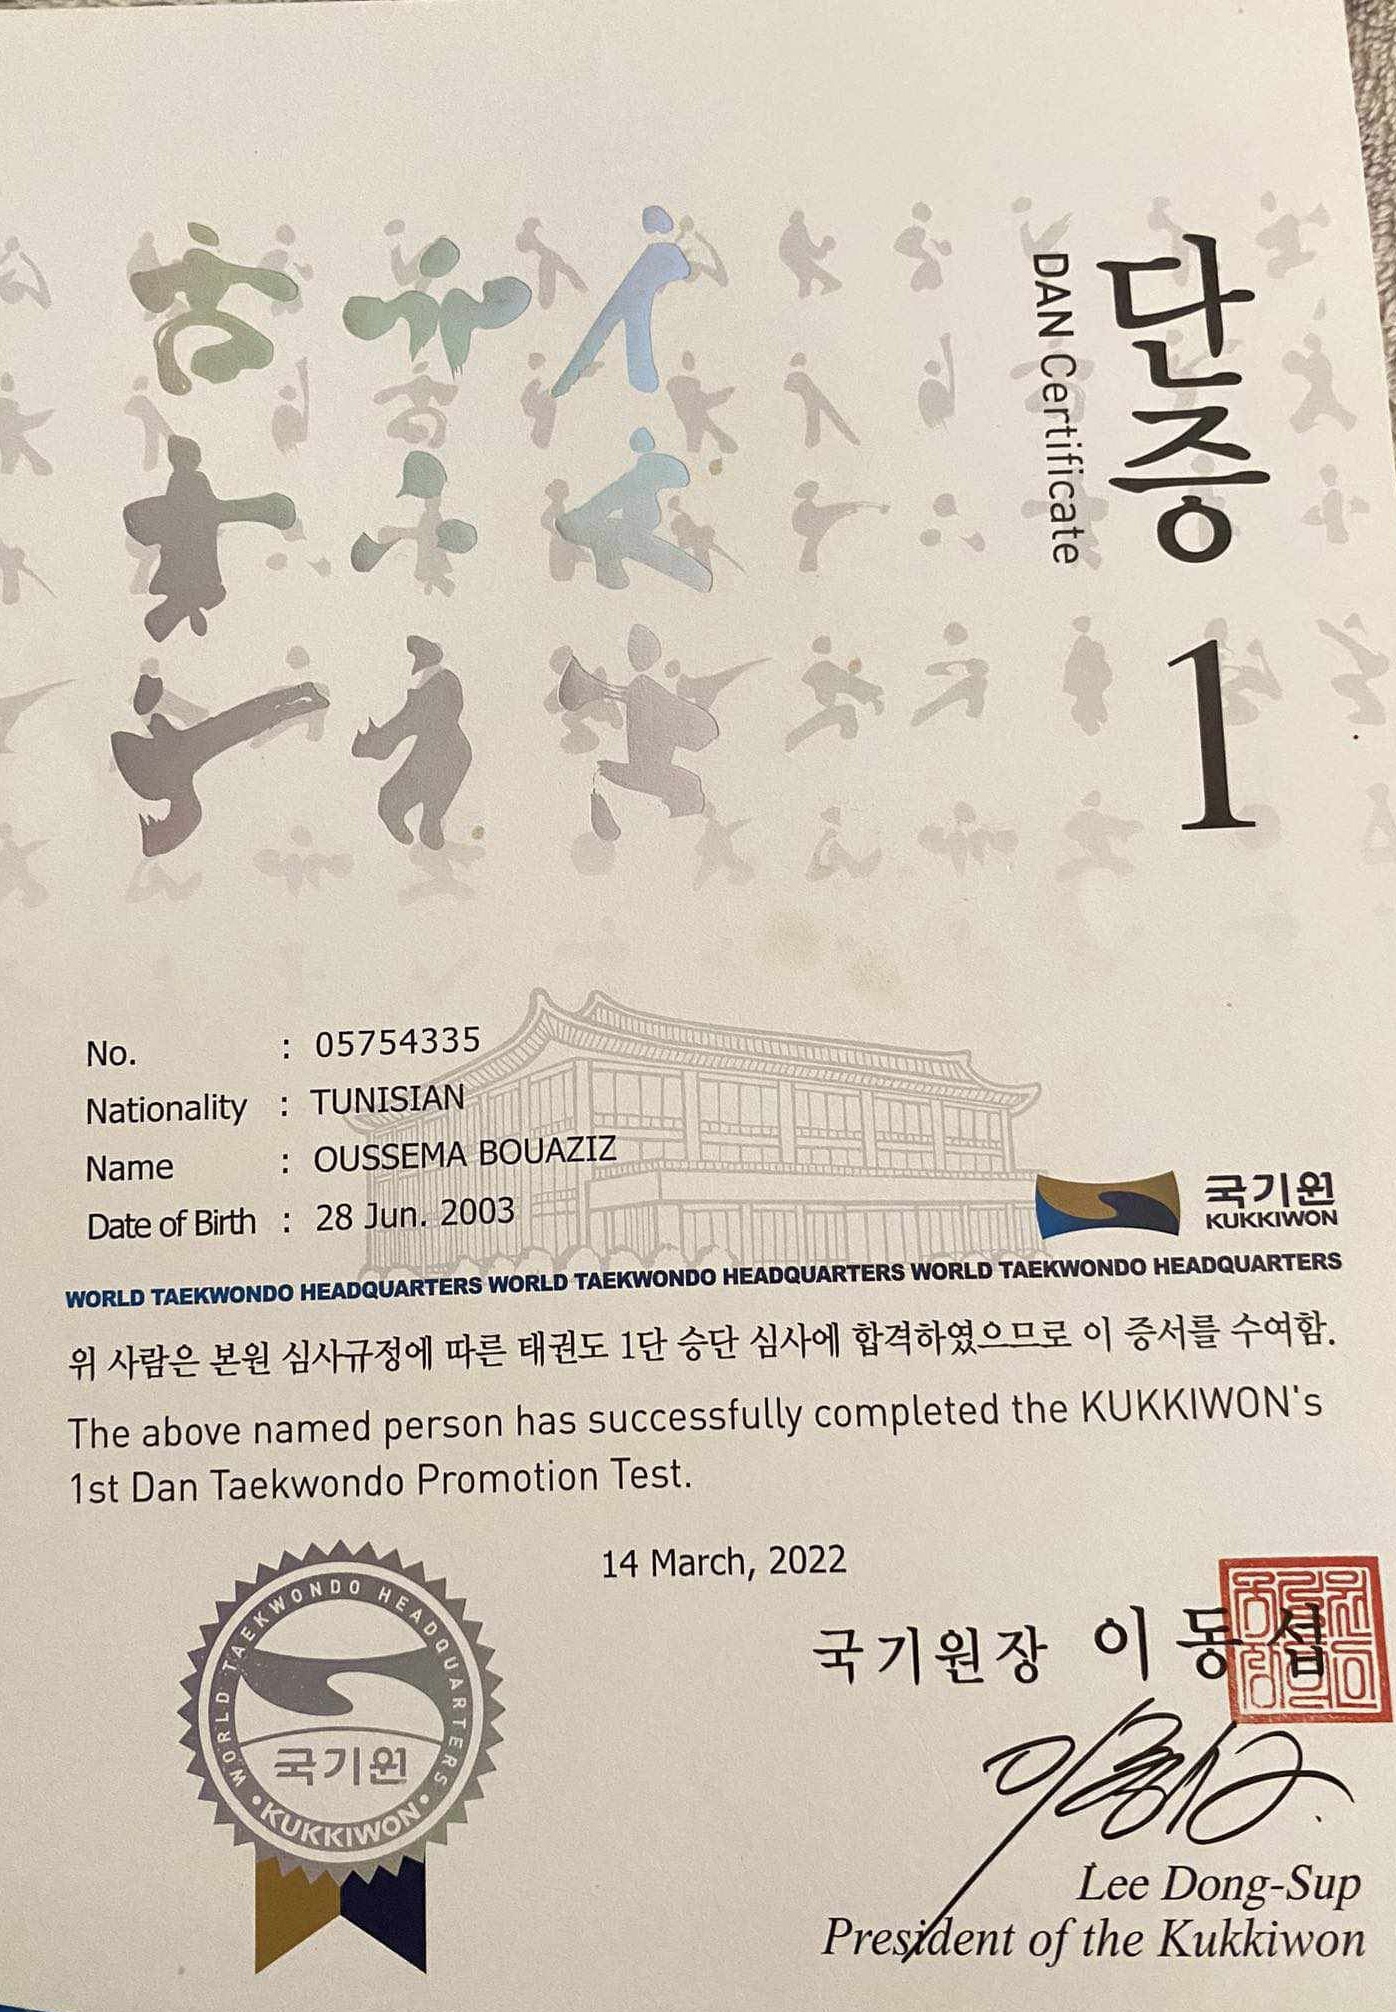 단증 1
DAN Certificate
No. : 05754335
Nationality : TUNISIAN
Name : OUSSEMA BOUAZIZ
Date of Birth : 28 Jun. 2003
국기원
KUKKIWON
WORLD TAEKWONDO HEADQUARTERS WORLD TAEKWONDO HEADQUARTERS WORLD TAEKWONDO HEADQUARTERS
위 사람은 본원 심사규정에 따른 태권도 1단 승단 심사에 합격하였으므로 이 증서를 수여함.
The above named person has successfully completed the KUKKIWON's
1st Dan Taekwondo Promotion Test.
14 March, 2022
WORLD TAEKWONDO HEADQUARTERS
국기원
• KUKKIWON •
국기원장 이동섭
Lee Dong-Sup
President of the Kukkiwon